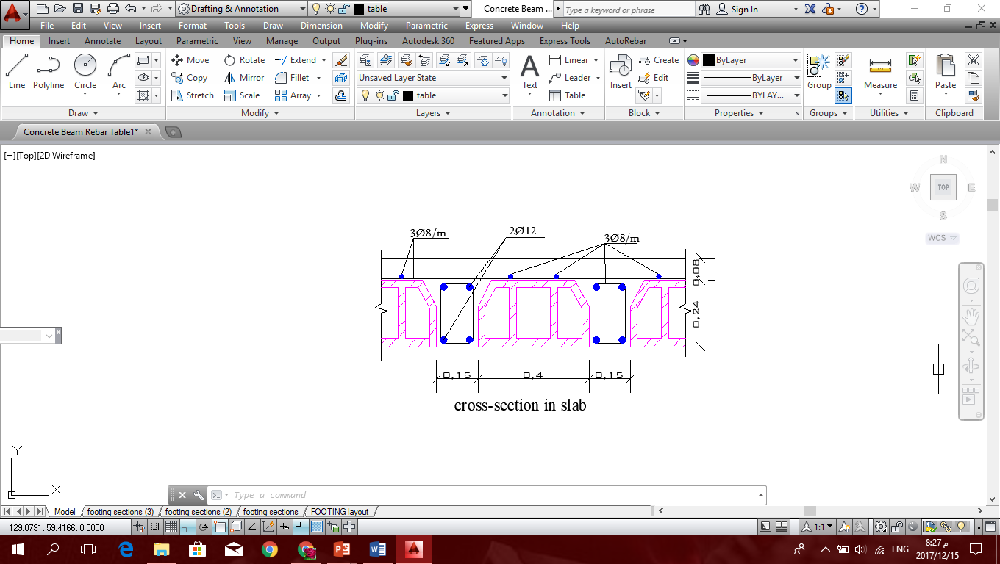 Drafting & Annotation
table
Concrete Beam ...
Type a keyword or phrase
Sign In
File Edit View Insert Format Tools Draw Dimension Modify Parametric Express Window Help
Home Insert Annotate Layout Parametric View Manage Output Plug-ins Autodesk 360 Featured Apps Express Tools AutoRebar
Line Polyline Circle Arc
Move Rotate Extend
Copy Mirror Fillet
Stretch Scale Array
Unsaved Layer State
table
Text
Linear
Leader
Table
Insert
Create
Edit
ByLayer
ByLayer
BYLAY...
Group
Measure
Paste
Draw Modify Layers Annotation Block Properties Groups Utilities Clipboard
Concrete Beam Rebar Table1*
[−][Top][2D Wireframe]
N
W TOP E
S
WCS
3Ø8/m
2Ø12
3Ø8/m
0,08
0,24
0,15 0,4 0,15
cross-section in slab
Y
X
Type a command
Model footing sections (3) footing sections (2) footing sections FOOTING layout
129.0791, 59.4166, 0.0000
1:1
ENG
8:27 م
2017/12/15